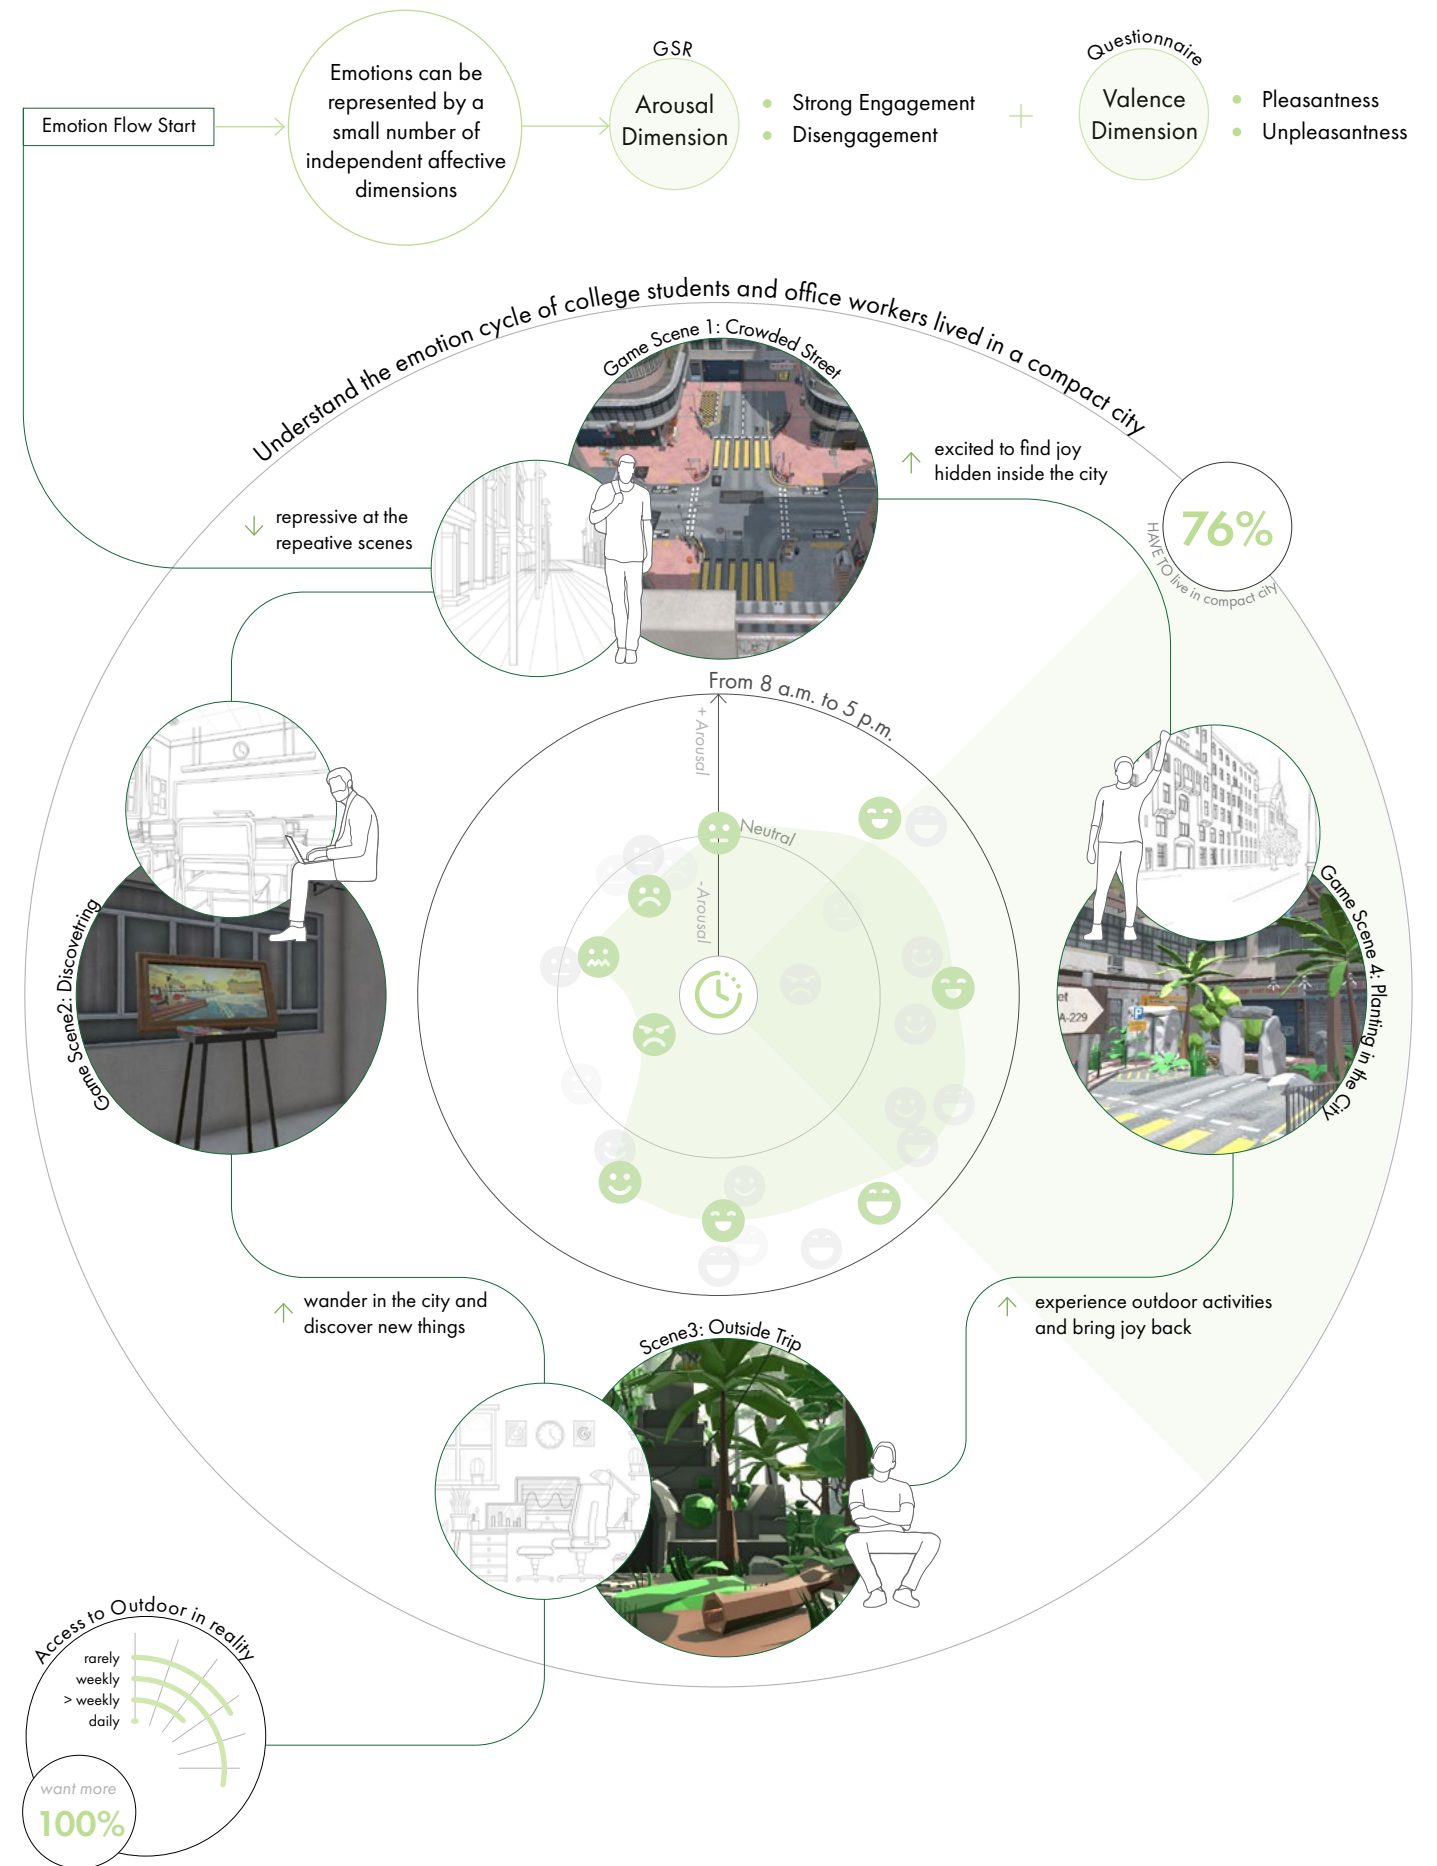 Emotion Flow Start
Emotions can be
represented by a
small number of
independent affective
dimensions
GSR
Arousal
Dimension
Strong Engagement
Disengagement
Questionnaire
Valence
Dimension
Pleasantness
Unpleasantness
Understand the emotion cycle of college students and office workers lived in a compact city
Game Scene 1: Crowded Street
excited to find joy
hidden inside the city
repressive at the
repeative scenes
76%
HAVE TO live in compact city
From 8 a.m. to 5 p.m.
+ Arousal
Neutral
-Arousal
Game Scene2: Discovetring
Game Scene 4: Planting in the City
et
A-229
P
wander in the city and
discover new things
experience outdoor activities
and bring joy back
Scene3: Outside Trip
Access to Outdoor in reality
rarely
weekly
> weekly
daily
want more
100%